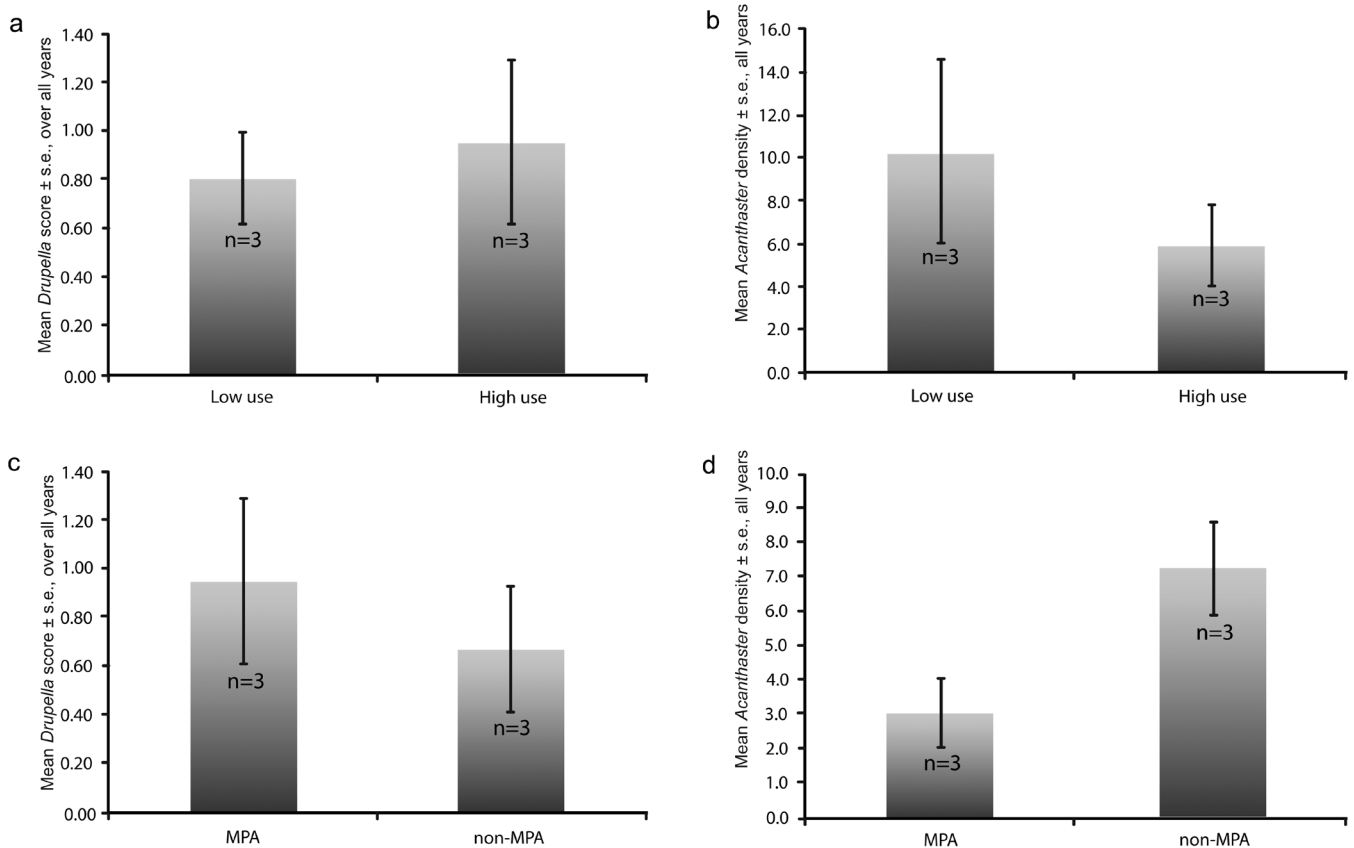 a
Mean Drupella score ± s.e., over all years
1.40
1.20
1.00
0.80
0.60
0.40
0.20
0.00
n=3
n=3
Low use
High use
b
Mean Acanthaster density ± s.e., all years
16.0
14.0
12.0
10.0
8.0
6.0
4.0
2.0
0.0
n=3
n=3
Low use
High use
c
Mean Drupella score ± s.e., over all years
1.40
1.20
1.00
0.80
0.60
0.40
0.20
0.00
n=3
n=3
MPA
non-MPA
d
Mean Acanthaster density ± s.e., all years
10.0
9.0
8.0
7.0
6.0
5.0
4.0
3.0
2.0
1.0
0.0
n=3
n=3
MPA
non-MPA